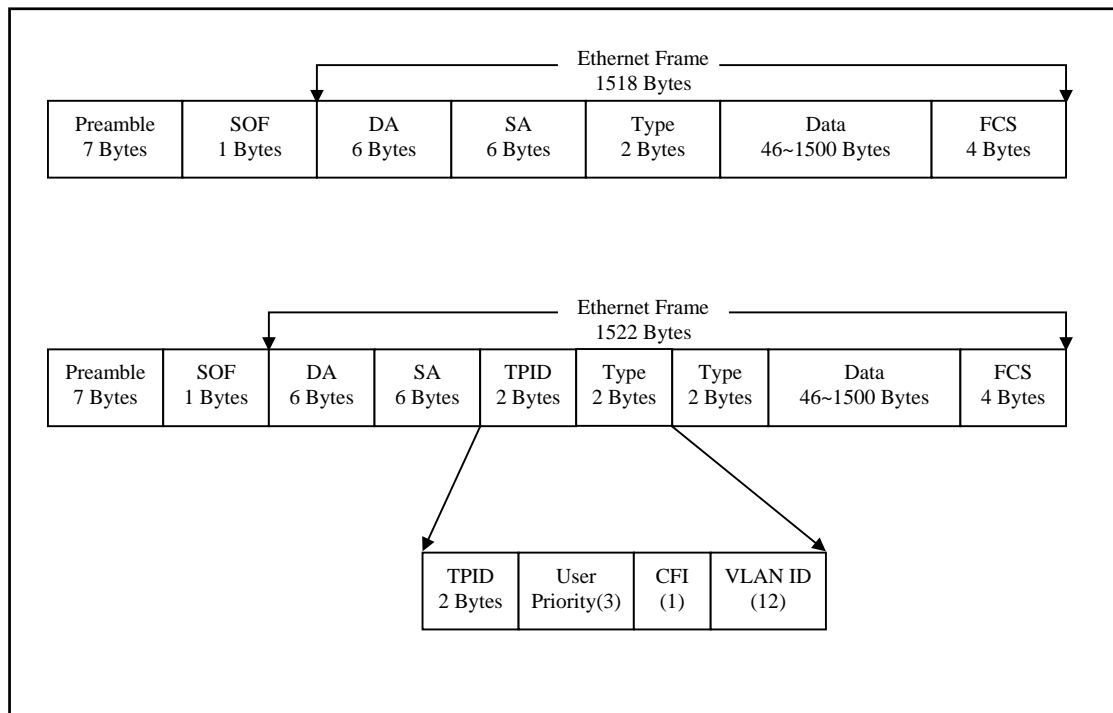 Ethernet Frame
1518 Bytes
Preamble
7 Bytes
SOF
1 Bytes
DA
6 Bytes
SA
6 Bytes
Type
2 Bytes
Data
46~1500 Bytes
FCS
4 Bytes
Ethernet Frame
1522 Bytes
Preamble
7 Bytes
SOF
1 Bytes
DA
6 Bytes
SA
6 Bytes
TPID
2 Bytes
Type
2 Bytes
Type
2 Bytes
Data
46~1500 Bytes
FCS
4 Bytes
TPID
2 Bytes
User
Priority(3)
CFI
(1)
VLAN ID
(12)